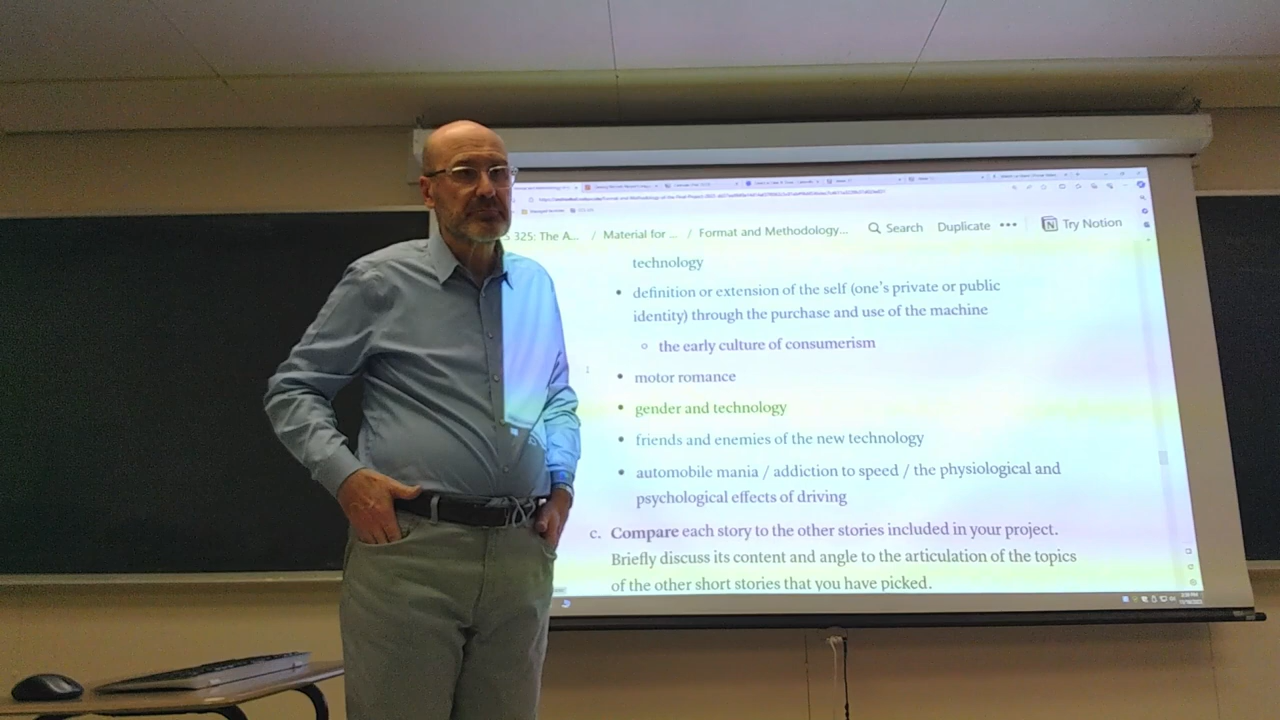 S 325: The A... / Material for ... / Format and Methodology... Search Duplicate ••• Try Notion
technology
• definition or extension of the self (one's private or public
identity) through the purchase and use of the machine
○ the early culture of consumerism
• motor romance
• gender and technology
• friends and enemies of the new technology
• automobile mania / addiction to speed / the physiological and
psychological effects of driving
c. Compare each story to the other stories included in your project.
Briefly discuss its content and angle to the articulation of the topics
of the other short stories that you have picked.